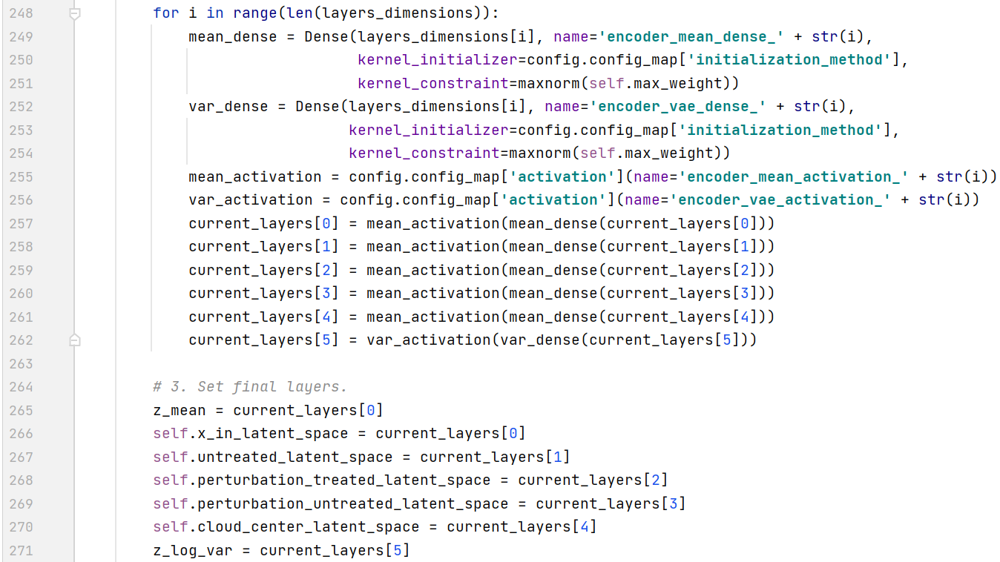 248 for i in range(len(layers_dimensions)):
249 mean_dense = Dense(layers_dimensions[i], name='encoder_mean_dense_' + str(i),
250 kernel_initializer=config.config_map['initialization_method'],
251 kernel_constraint=maxnorm(self.max_weight))
252 var_dense = Dense(layers_dimensions[i], name='encoder_vae_dense_' + str(i),
253 kernel_initializer=config.config_map['initialization_method'],
254 kernel_constraint=maxnorm(self.max_weight))
255 mean_activation = config.config_map['activation'](name='encoder_mean_activation_' + str(i))
256 var_activation = config.config_map['activation'](name='encoder_vae_activation_' + str(i))
257 current_layers[0] = mean_activation(mean_dense(current_layers[0]))
258 current_layers[1] = mean_activation(mean_dense(current_layers[1]))
259 current_layers[2] = mean_activation(mean_dense(current_layers[2]))
260 current_layers[3] = mean_activation(mean_dense(current_layers[3]))
261 current_layers[4] = mean_activation(mean_dense(current_layers[4]))
262 current_layers[5] = var_activation(var_dense(current_layers[5]))
263
264 # 3. Set final layers.
265 z_mean = current_layers[0]
266 self.x_in_latent_space = current_layers[0]
267 self.untreated_latent_space = current_layers[1]
268 self.perturbation_treated_latent_space = current_layers[2]
269 self.perturbation_untreated_latent_space = current_layers[3]
270 self.cloud_center_latent_space = current_layers[4]
271 z_log_var = current_layers[5]